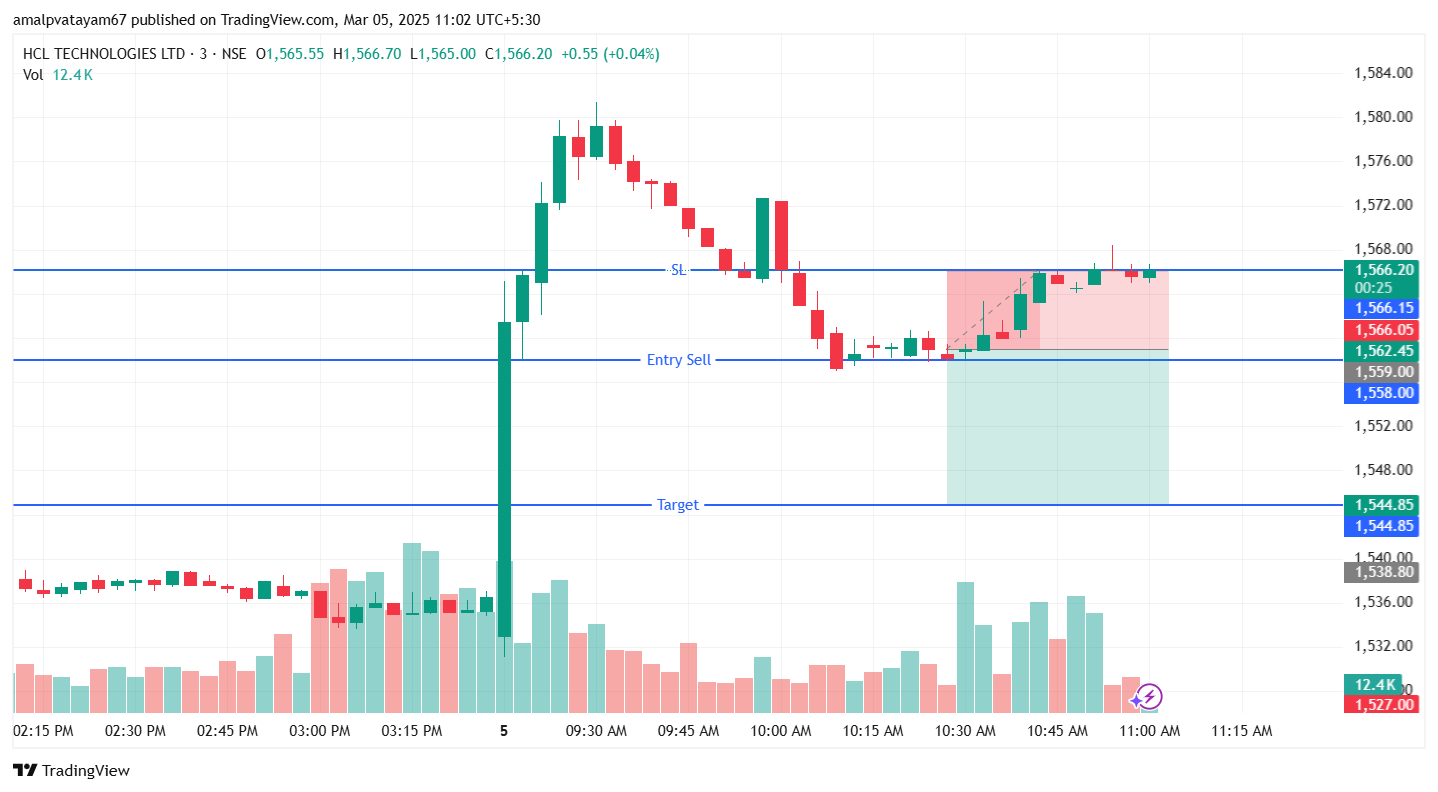 amalpvatayam67 published on TradingView.com, Mar 05, 2025 11:02 UTC+5:30
HCL TECHNOLOGIES LTD · 3 · NSE O1,565.55 H1,566.70 L1,565.00 C1,566.20 +0.55 (+0.04%)
Vol 12.4 K
1,584.00
1,580.00
1,576.00
1,572.00
1,568.00
SL
1,566.20
00:25
1,566.15
1,566.05
1,562.45
Entry Sell
1,559.00
1,558.00
1,552.00
1,548.00
Target
1,544.85
1,544.85
1,540.00
1,538.80
1,536.00
1,532.00
12.4 K
1,527.00
02:15 PM 02:30 PM 02:45 PM 03:00 PM 03:15 PM 5 09:30 AM 09:45 AM 10:00 AM 10:15 AM 10:30 AM 10:45 AM 11:00 AM 11:15 AM
TradingView